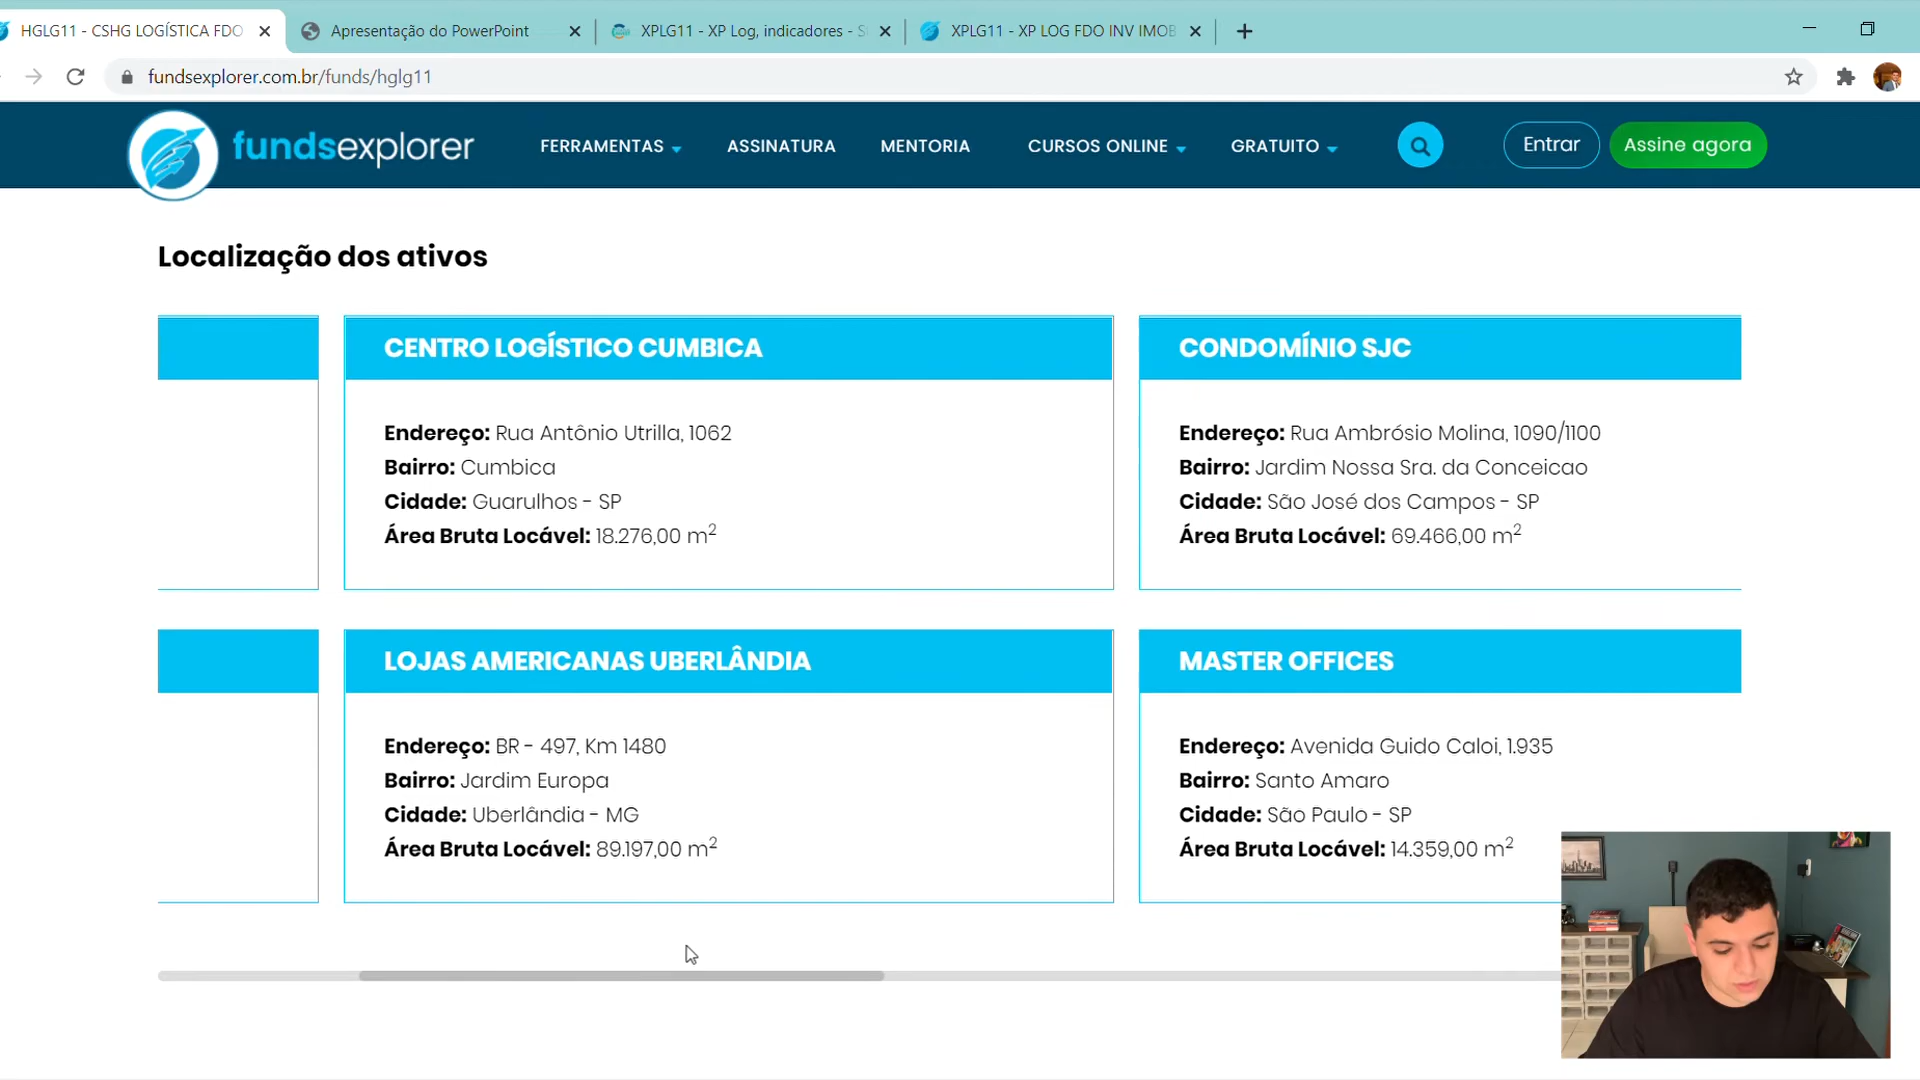 HGLG11 - CSHG LOGÍSTICA FDO
Apresentação do PowerPoint
XPLG11 - XP Log, indicadores - S
XPLG11 - XP LOG FDO INV IMOB
fundsexplorer.com.br/funds/hglg11
fundsexplorer
FERRAMENTAS
ASSINATURA
MENTORIA
CURSOS ONLINE
GRATUITO
Entrar
Assine agora
Localização dos ativos
CENTRO LOGÍSTICO CUMBICA
Endereço: Rua Antônio Utrilla, 1062
Bairro: Cumbica
Cidade: Guarulhos - SP
Área Bruta Locável: 18.276,00 m²
CONDOMÍNIO SJC
Endereço: Rua Ambrósio Molina, 1090/1100
Bairro: Jardim Nossa Sra. da Conceicao
Cidade: São José dos Campos - SP
Área Bruta Locável: 69.466,00 m²
LOJAS AMERICANAS UBERLÂNDIA
Endereço: BR - 497, Km 1480
Bairro: Jardim Europa
Cidade: Uberlândia - MG
Área Bruta Locável: 89.197,00 m²
MASTER OFFICES
Endereço: Avenida Guido Caloi, 1.935
Bairro: Santo Amaro
Cidade: São Paulo - SP
Área Bruta Locável: 14.359,00 m²